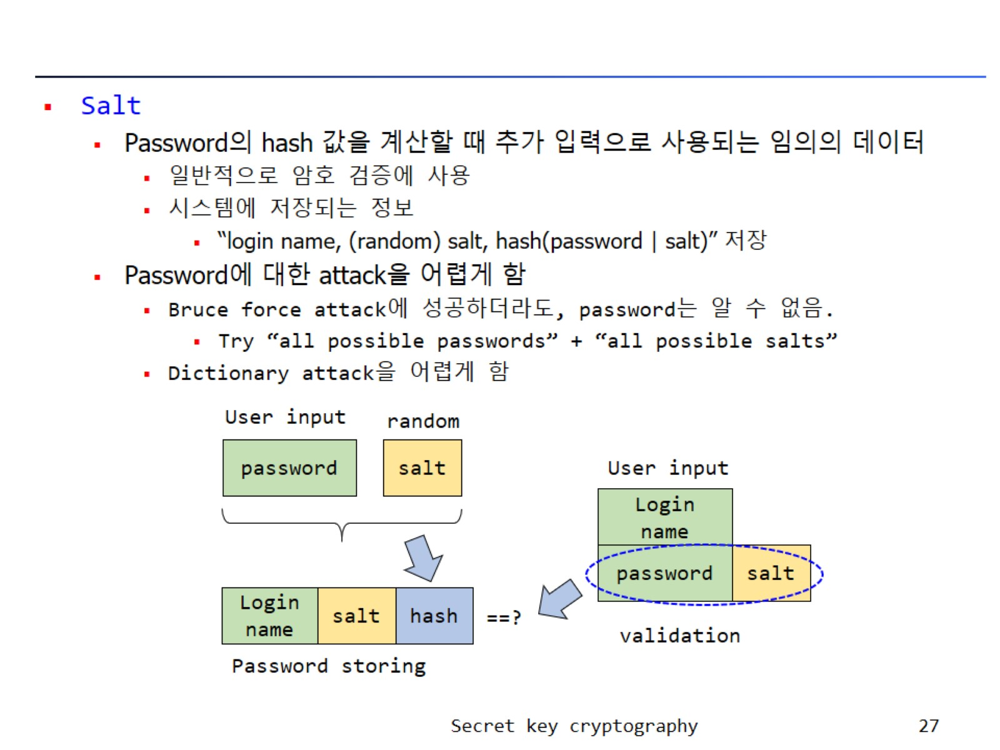 Salt
Password의 hash 값을 계산할 때 추가 입력으로 사용되는 임의의 데이터
일반적으로 암호 검증에 사용
시스템에 저장되는 정보
“login name, (random) salt, hash(password | salt)” 저장
Password에 대한 attack을 어렵게 함
Bruce force attack에 성공하더라도, password는 알 수 없음.
Try “all possible passwords” + “all possible salts”
Dictionary attack을 어렵게 함
User input
random
password
salt
Login
name
salt
hash
==?
Password storing
User input
Login
name
password
salt
validation
Secret key cryptography
27